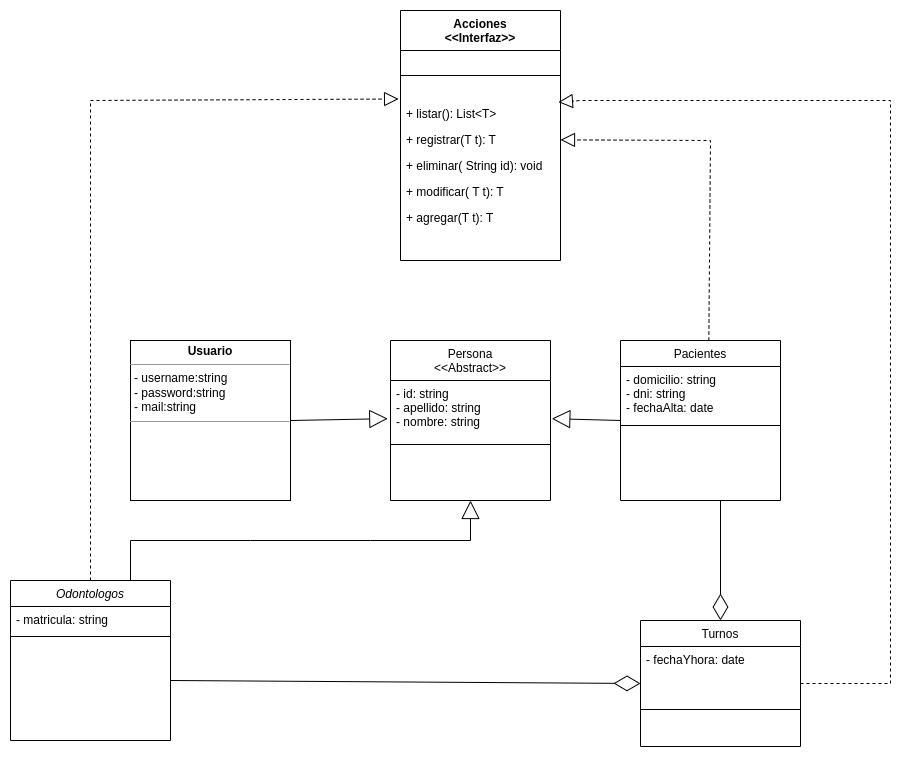 Acciones
<<Interfaz>>
+ listar(): List<T>
+ registrar(T t): T
+ eliminar( String id): void
+ modificar( T t): T
+ agregar(T t): T
Usuario
- username:string
- password:string
- mail:string
Persona
<<Abstract>>
- id: string
- apellido: string
- nombre: string
Pacientes
- domicilio: string
- dni: string
- fechaAlta: date
Odontologos
- matricula: string
Turnos
- fechaYhora: date